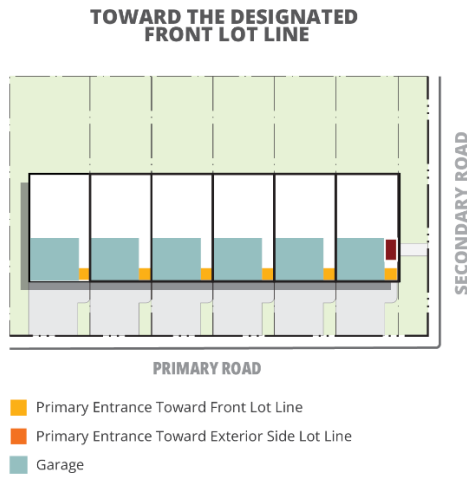 TOWARD THE DESIGNATED
FRONT LOT LINE
SECONDARY ROAD
PRIMARY ROAD
Primary Entrance Toward Front Lot Line
Primary Entrance Toward Exterior Side Lot Line
Garage